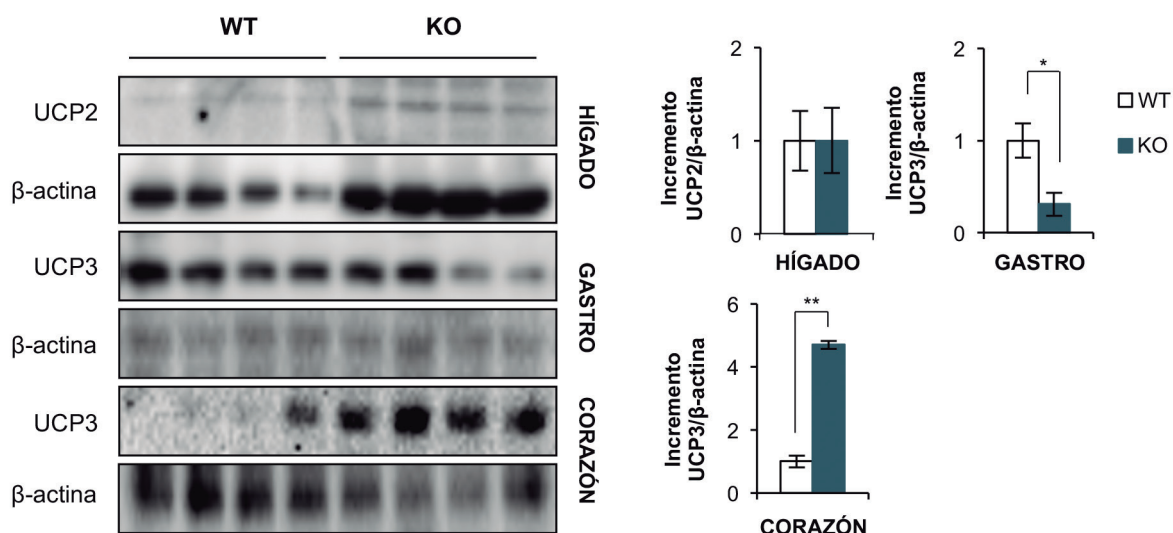 WT KO
UCP2
β-actina
HÍGADO
UCP3
β-actina
GASTRO
UCP3
β-actina
CORAZÓN
Incremento
UCP2/β-actina
2
1
0
HÍGADO
Incremento
UCP3/β-actina
2
1
0
*
GASTRO
WT
KO
Incremento
UCP3/β-actina
6
4
2
0
**
CORAZÓN